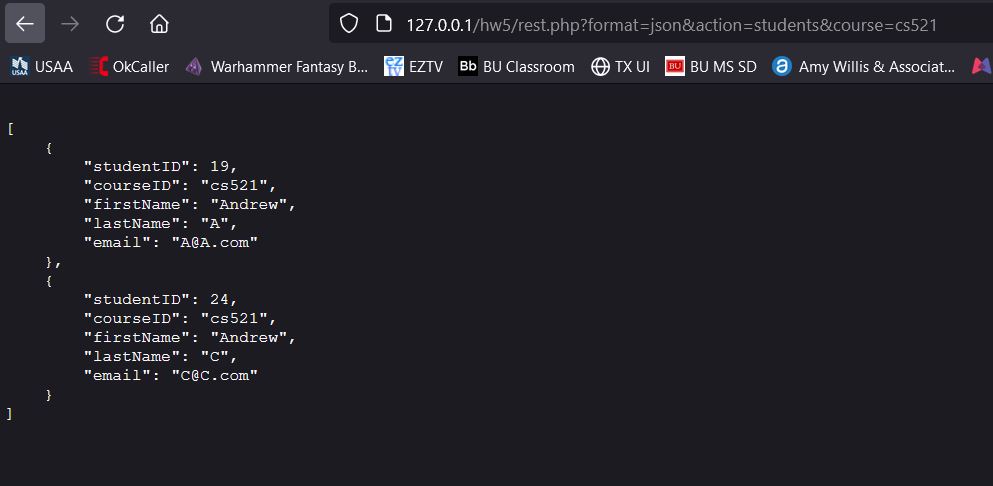 127.0.0.1/hw5/rest.php?format=json&action=students&course=cs521
USAA USAA OkCaller Warhammer Fantasy B... eZ tv EZTV Bb BU Classroom TX UI BU BU MS SD Amy Willis & Associat...
[
    {
        "studentID": 19,
        "courseID": "cs521",
        "firstName": "Andrew",
        "lastName": "A",
        "email": "A@A.com"
    },
    {
        "studentID": 24,
        "courseID": "cs521",
        "firstName": "Andrew",
        "lastName": "C",
        "email": "C@C.com"
    }
]